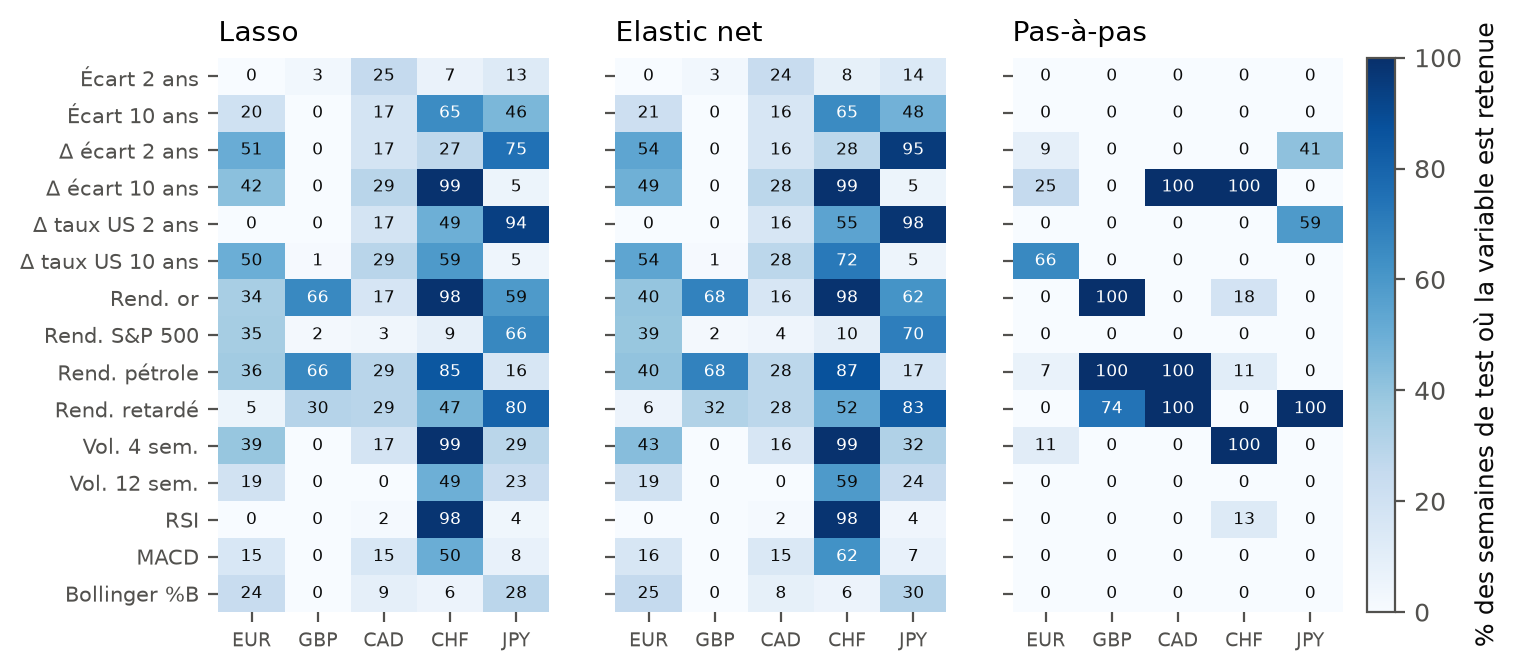 Lasso Elastic net Pas-à-pas
Écart 2 ans 0 3 25 7 13 0 3 24 8 14 0 0 0 0 0
Écart 10 ans 20 0 17 65 46 21 0 16 65 48 0 0 0 0 0
Δ écart 2 ans 51 0 17 27 75 54 0 16 28 95 9 0 0 0 41
Δ écart 10 ans 42 0 29 99 5 49 0 28 99 5 25 0 100 100 0
Δ taux US 2 ans 0 0 17 49 94 0 0 16 55 98 0 0 0 0 59
Δ taux US 10 ans 50 1 29 59 5 54 1 28 72 5 66 0 0 0 0
Rend. or 34 66 17 98 59 40 68 16 98 62 0 100 0 18 0
Rend. S&P 500 35 2 3 9 66 39 2 4 10 70 0 0 0 0 0
Rend. pétrole 36 66 29 85 16 40 68 28 87 17 7 100 100 11 0
Rend. retardé 5 30 29 47 80 6 32 28 52 83 0 74 100 0 100
Vol. 4 sem. 39 0 17 99 29 43 0 16 99 32 11 0 0 100 0
Vol. 12 sem. 19 0 0 49 23 19 0 0 59 24 0 0 0 0 0
RSI 0 0 2 98 4 0 0 2 98 4 0 0 0 13 0
MACD 15 0 15 50 8 16 0 15 62 7 0 0 0 0 0
Bollinger %B 24 0 9 6 28 25 0 8 6 30 0 0 0 0 0
EUR GBP CAD CHF JPY EUR GBP CAD CHF JPY EUR GBP CAD CHF JPY
100
80
60
40
20
0
% des semaines de test où la variable est retenue